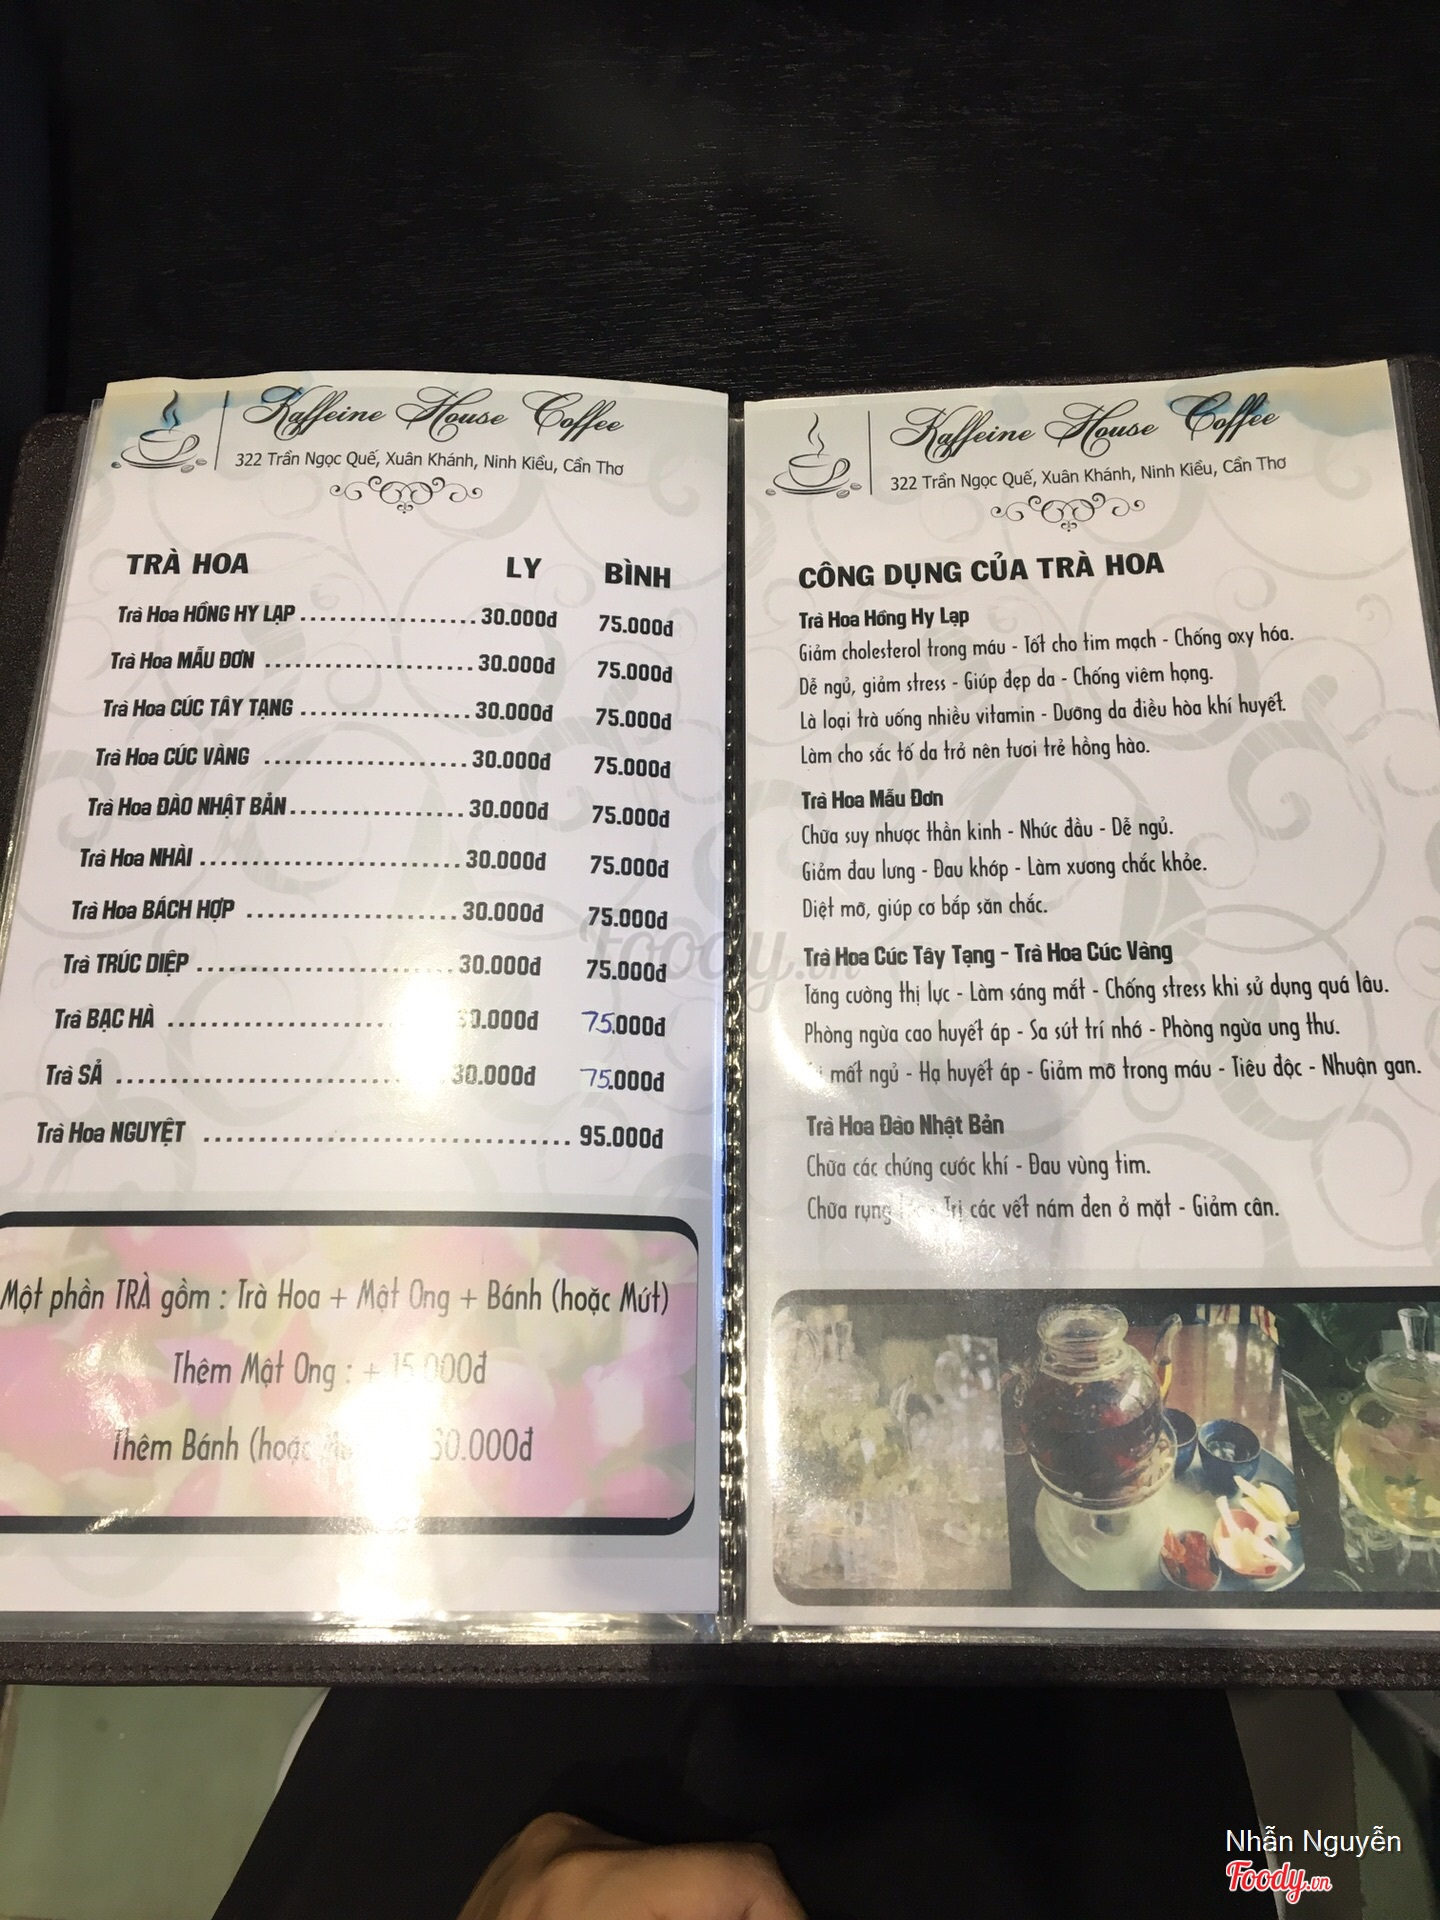 Kaffeine House Coffee
322 Trần Ngọc Quế, Xuân Khánh, Ninh Kiều, Cần Thơ
TRÀ HOA LY BÌNH
Trà Hoa HỒNG HY LẠP .................. 30.000đ 75.000đ
Trà Hoa MẪU ĐƠN ..................... 30.000đ 75.000đ
Trà Hoa CÚC TÂY TẠNG ................. 30.000đ 75.000đ
Trà Hoa CÚC VÀNG ..................... 30.000đ 75.000đ
Trà Hoa ĐÀO NHẬT BẢN .................. 30.000đ 75.000đ
Trà Hoa NHÀI ........................... 30.000đ 75.000đ
Trà Hoa BÁCH HỢP ...................... 30.000đ 75.000đ
Trà TRÚC DIỆP ........................... 30.000đ 75.000đ
Trà BẠC HÀ ........................ 30.000đ 75.000đ
Trà SẢ .............................. 30.000đ 75.000đ
Trà Hoa NGUYỆT ..................................... 95.000đ
Một phần TRÀ gồm : Trà Hoa + Mật Ong + Bánh (hoặc Mứt)
Thêm Mật Ong : + 15.000đ
Thêm Bánh (hoặc
Kaffeine House Coffee
322 Trần Ngọc Quế, Xuân Khánh, Ninh Kiều, Cần Thơ
CÔNG DỤNG CỦA TRÀ HOA
Trà Hoa Hồng Hy Lạp
Giảm cholesterol trong máu - Tốt cho tim mạch - Chống oxy hóa.
Dễ ngủ, giảm stress - Giúp đẹp da - Chống viêm họng.
Là loại trà uống nhiều vitamin - Dưỡng da điều hòa khí huyết.
Làm cho sắc tố da trở nên tươi trẻ hồng hào.
Trà Hoa Mẫu Đơn
Chữa suy nhược thần kinh - Nhức đầu - Dễ ngủ.
Giảm đau lưng - Đau khớp - Làm xương chắc khỏe.
Diệt mỡ, giúp cơ bắp săn chắc.
Trà Hoa Cúc Tây Tạng - Trà Hoa Cúc Vàng
Tăng cường thị lực - Làm sáng mắt - Chống stress khi sử dụng quá lâu.
Phòng ngừa cao huyết áp - Sa sút trí nhớ - Phòng ngừa ung thư.
mất ngủ - Hạ huyết áp - Giảm mỡ trong máu - Tiêu độc - Nhuận gan.
Trà Hoa Đào Nhật Bản
Chữa các chứng cước khí - Đau vùng tim.
Chữa rụng Trị các vết nám đen ở mặt - Giảm cân.
Foody.vn
Nhẫn Nguyễn
Foody.vn